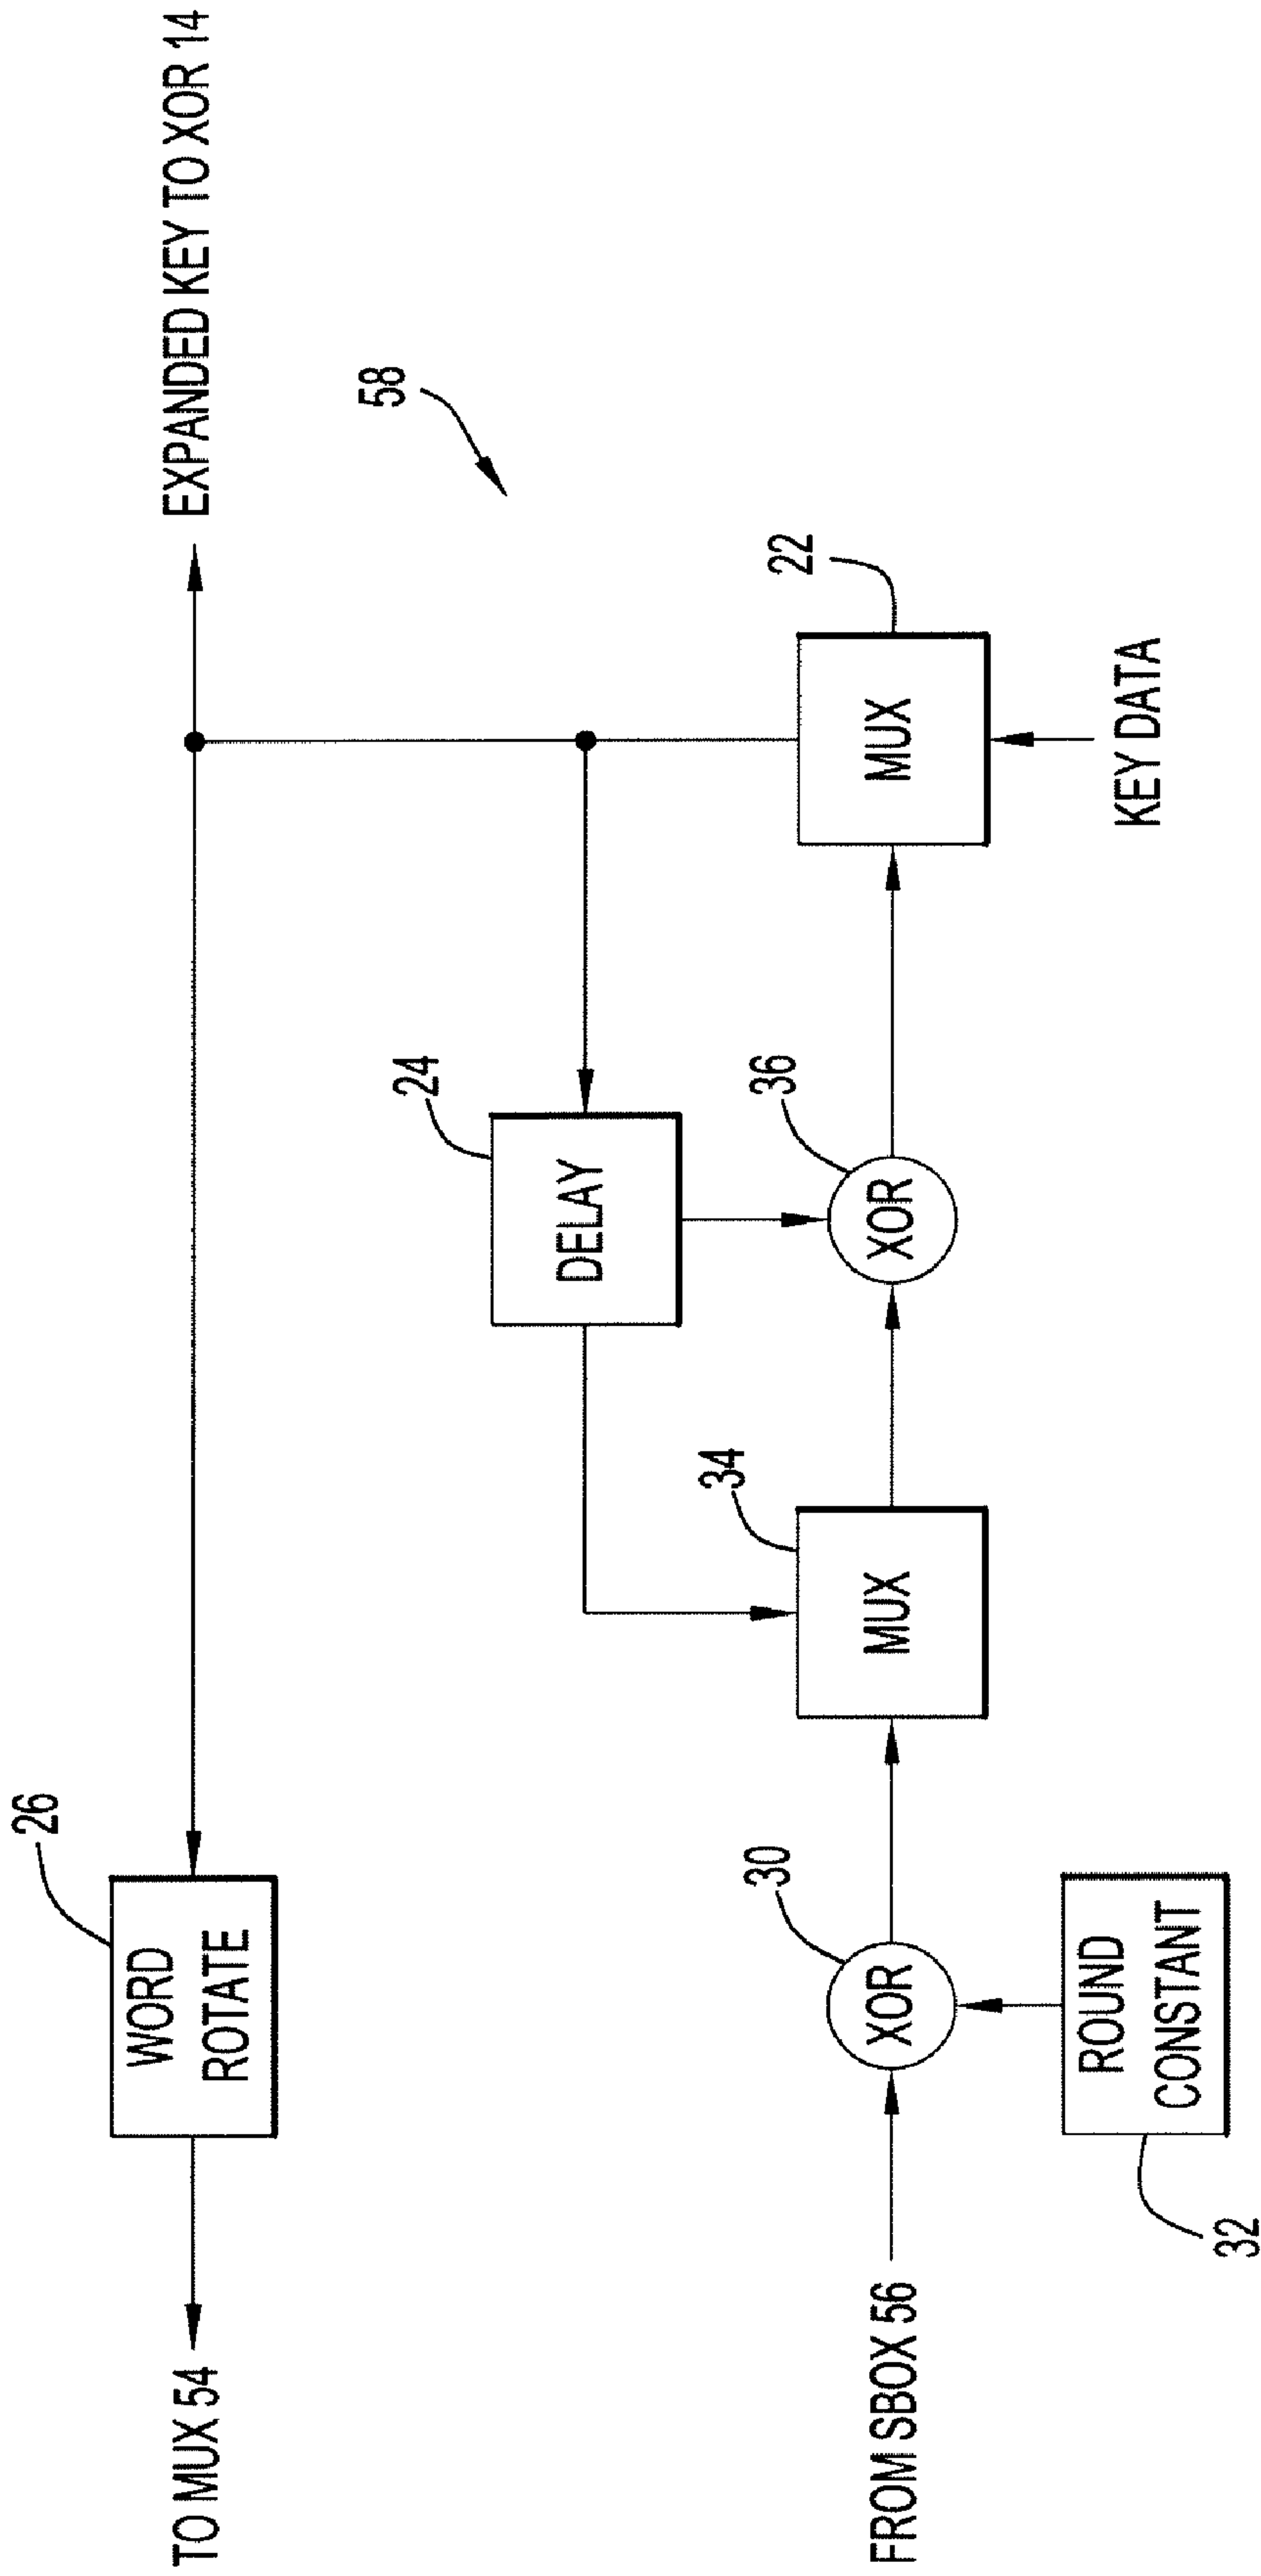 26
WORD
ROTATE
TO MUX 54
EXPANDED KEY TO XOR 14
58
24
DELAY
FROM SBOX 56
30
XOR
34
MUX
36
XOR
22
MUX
ROUND
CONSTANT
32
KEY DATA